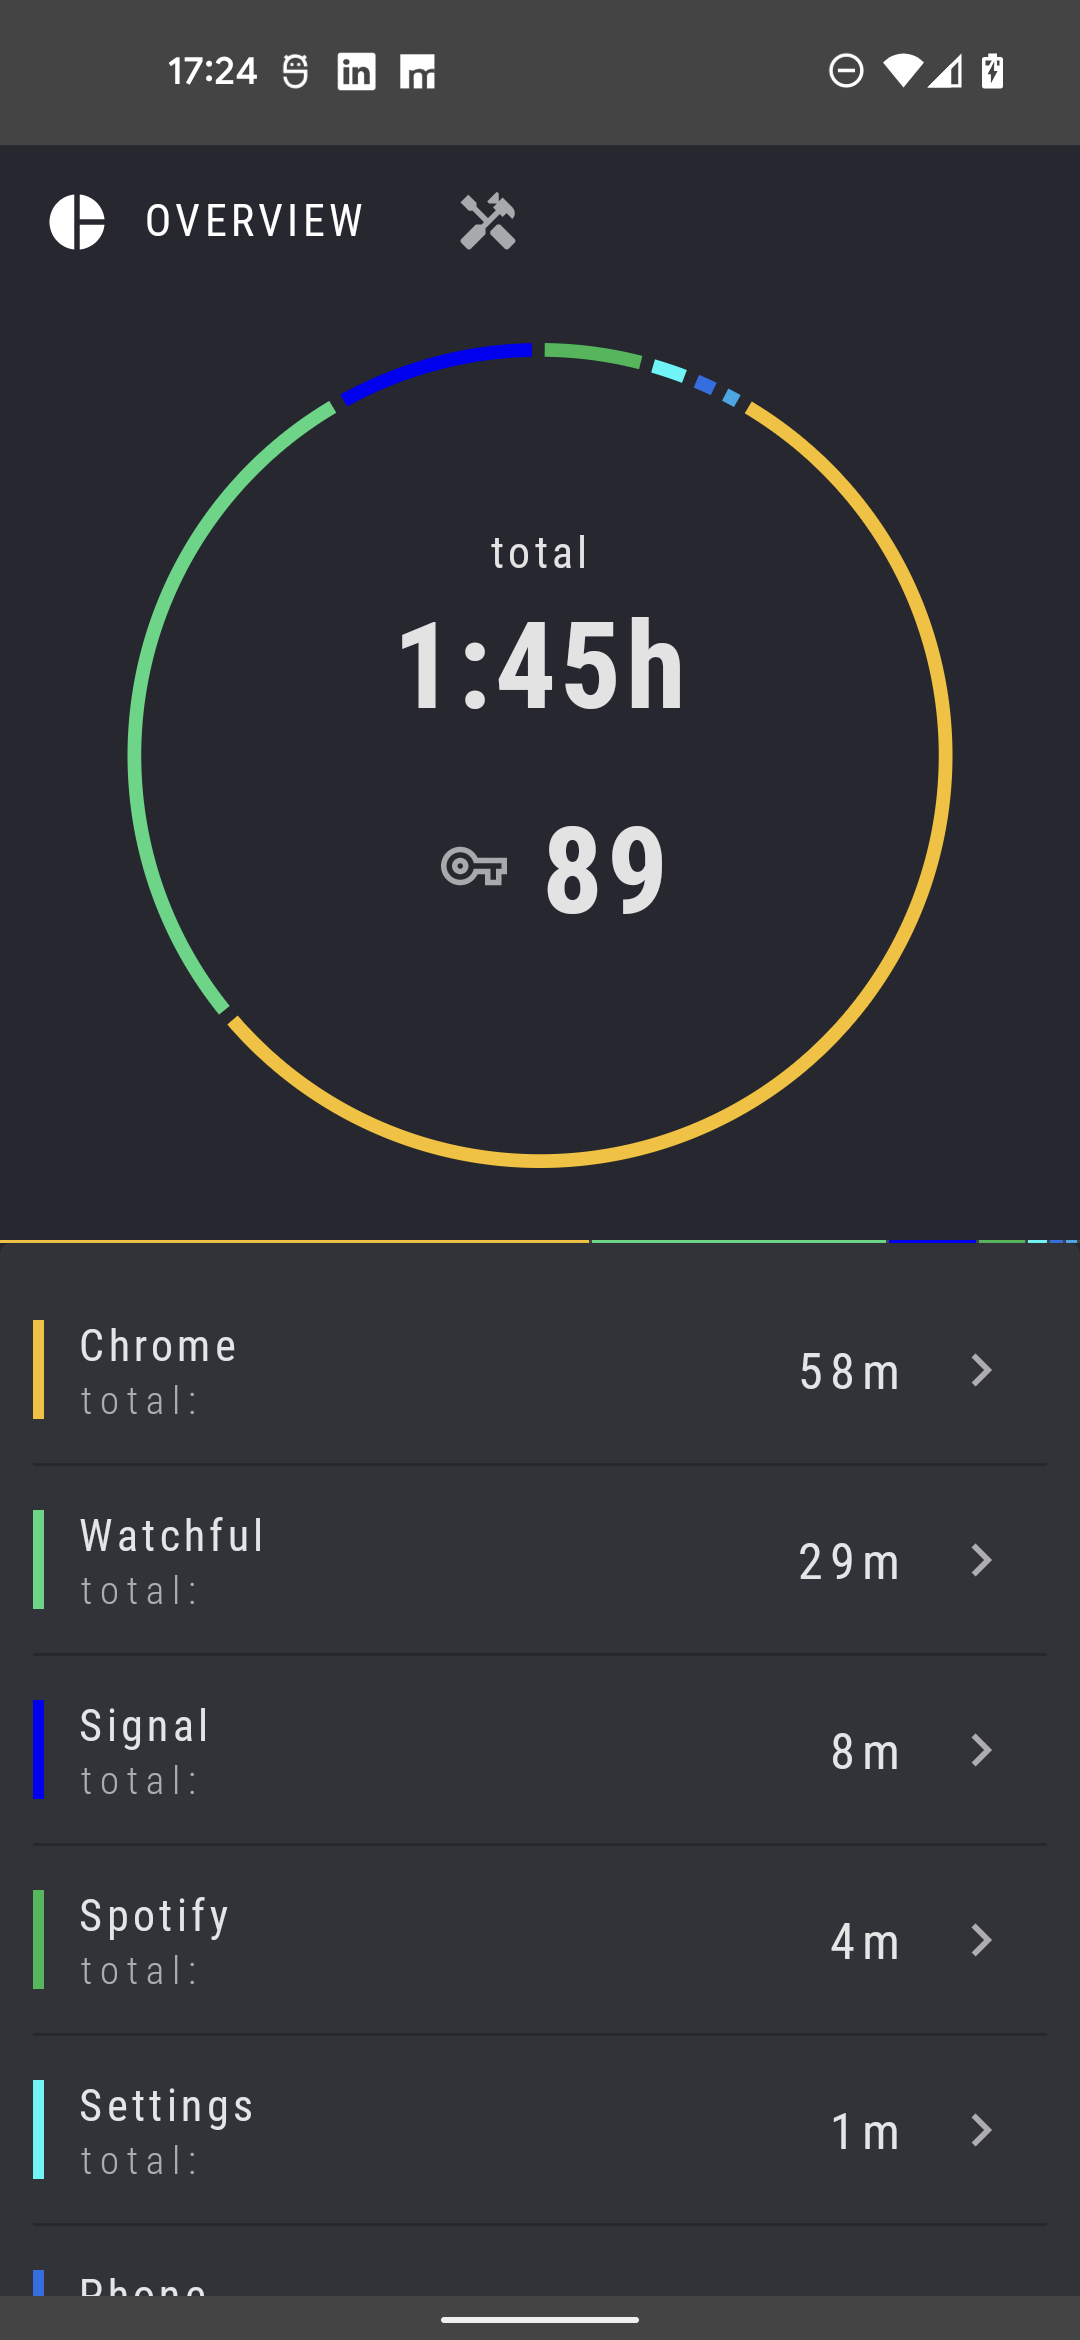 17:24
OVERVIEW
total
1:45h
89
Chrome
total:
58m
Watchful
total:
29m
Signal
total:
8m
Spotify
total:
4m
Settings
total:
1m
Phone